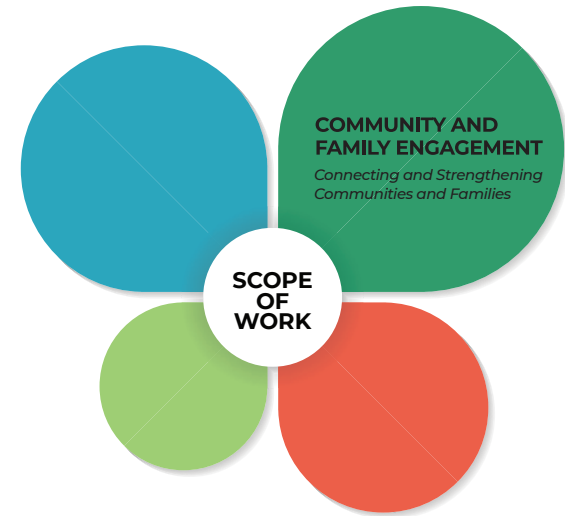 COMMUNITY AND
FAMILY ENGAGEMENT
Connecting and Strengthening
Communities and Families
SCOPE
OF
WORK